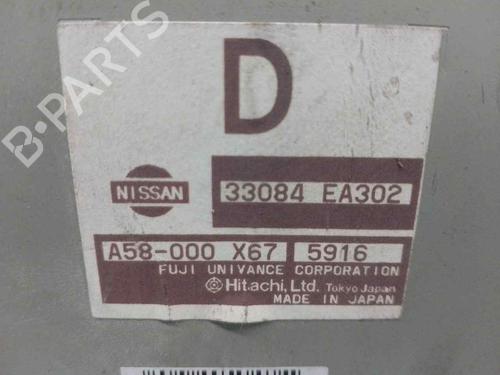 B-PARTS
D
NISSAN 33084 EA302
A58-000 X67 5916
FUJI UNIVANCE CORPORATION
Hitachi, Ltd. Tokyo Japan
MADE IN JAPAN